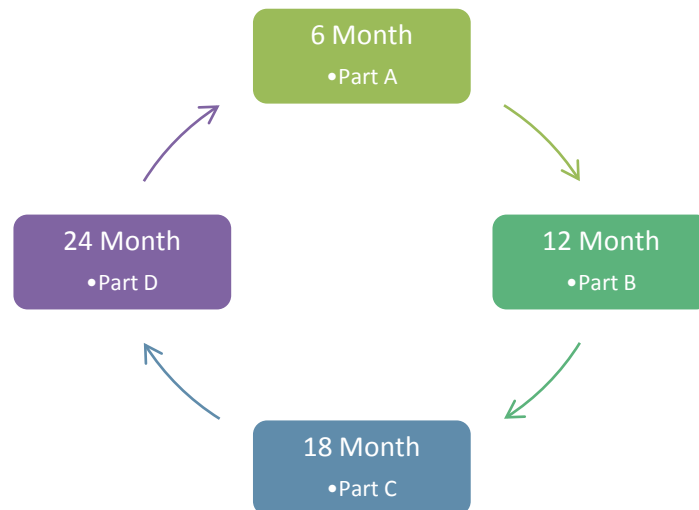 6 Month
•Part A
24 Month
•Part D
12 Month
•Part B
18 Month
•Part C